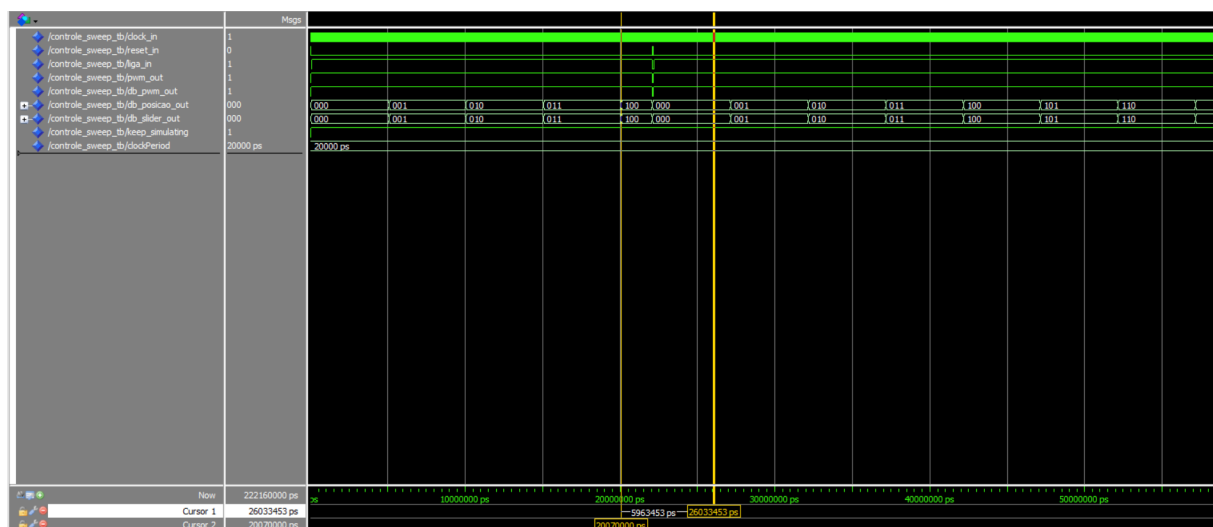 Msgs
/controle_sweep_tb/clock_in 1
/controle_sweep_tb/reset_in 0
/controle_sweep_tb/liga_in 1
/controle_sweep_tb/pwm_out 1
/controle_sweep_tb/db_pwm_out 1
/controle_sweep_tb/db_posicao_out 000 000 001 010 011 100 000 001 010 011 100 101 110
/controle_sweep_tb/db_slider_out 000 000 001 010 011 100 000 001 010 011 100 101 110
/controle_sweep_tb/keep_simulating 1
/controle_sweep_tb/clockPeriod 20000 ps 20000 ps
Now 222160000 ps ps 10000000 ps 20000000 ps 30000000 ps 40000000 ps 50000000 ps
Cursor 1 26033453 ps 5963453 ps 26033453 ps
Cursor 2 20070000 ps 20070000 ps